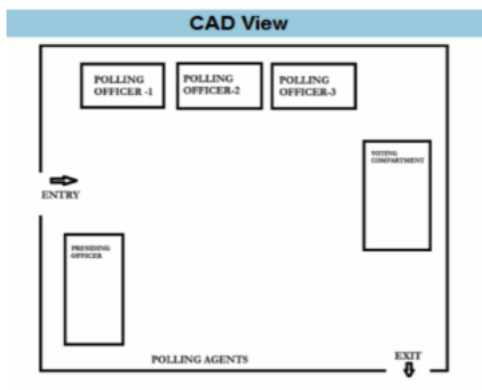 CAD View
POLLING
OFFICER -1
POLLING
OFFICER-2
POLLING
OFFICER-3
VOTING
COMPARTMENT
ENTRY
PRESIDING
OFFICER
POLLING AGENTS
EXIT